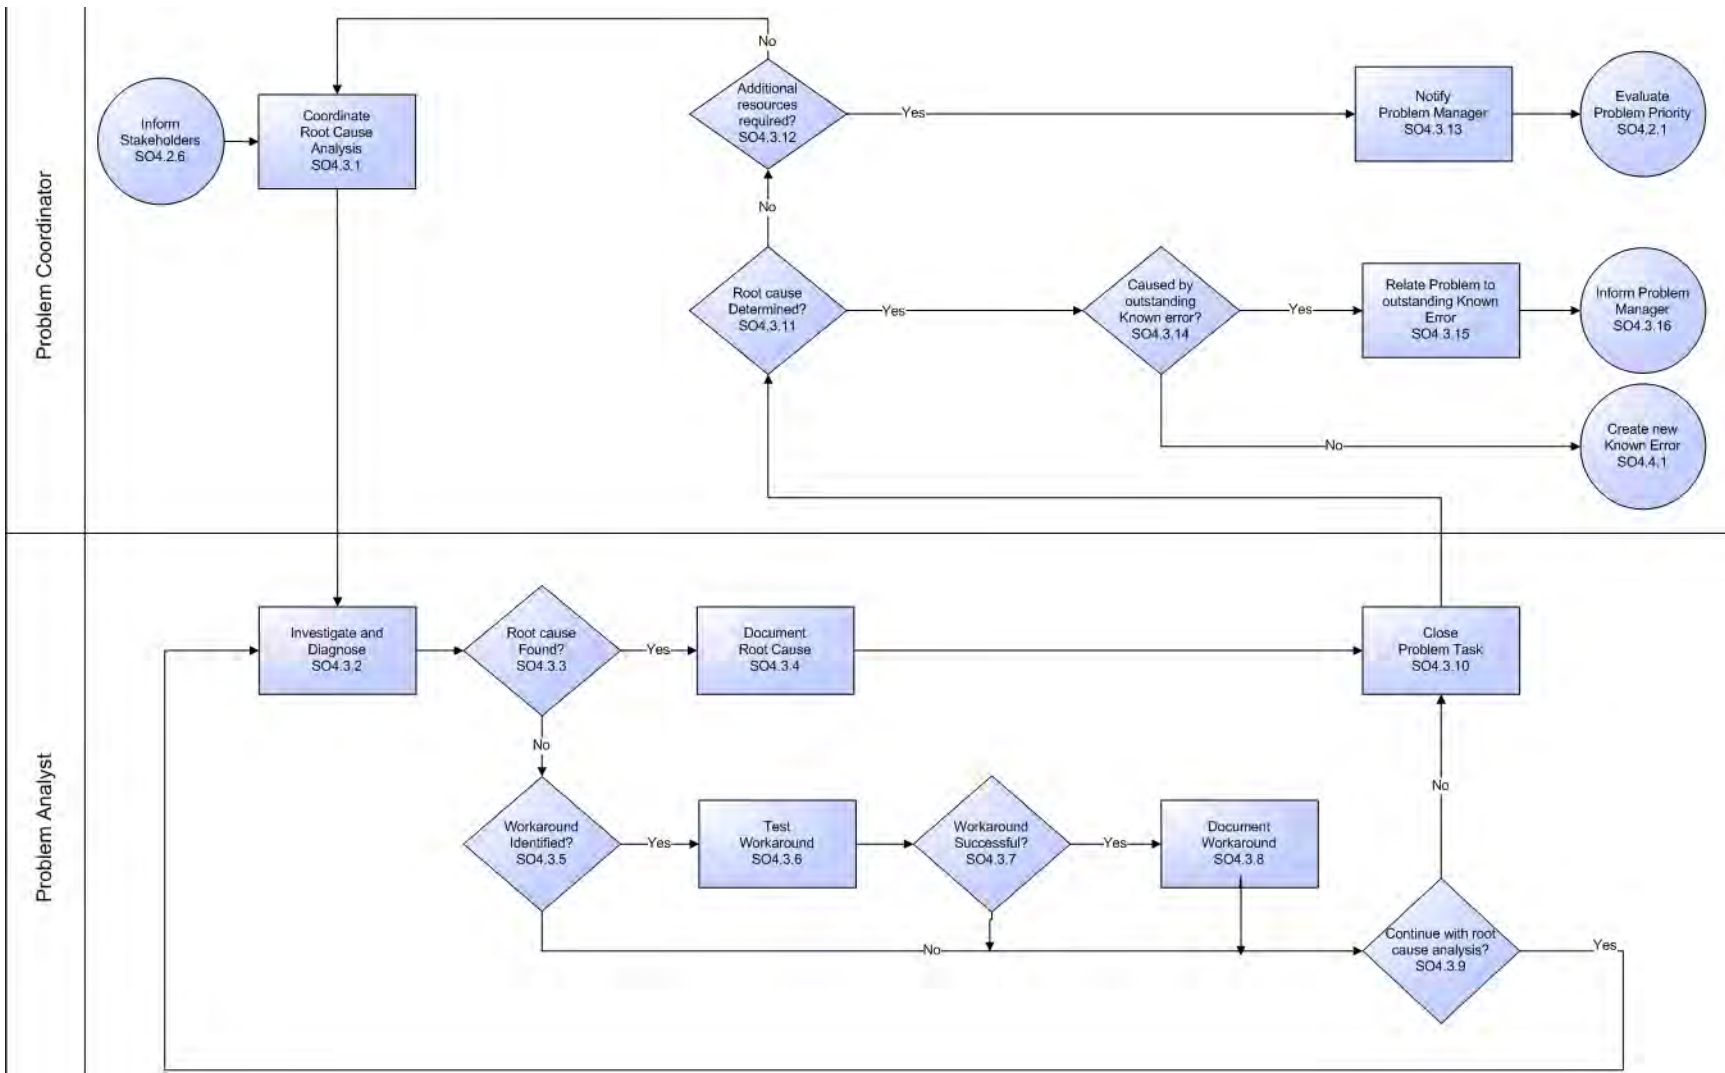 Problem Coordinator
Inform
Stakeholders
SO4.2.6
Coordinate
Root Cause
Analysis
SO4.3.1
No
Additional
resources
required?
SO4.3.12
Yes
Notify
Problem Manager
SO4.3.13
Evaluate
Problem Priority
SO4.2.1
No
Root cause
Determined?
SO4.3.11
Yes
Caused by
outstanding
Known error?
SO4.3.14
Yes
Relate Problem to
outstanding Known
Error
SO4.3.15
Inform Problem
Manager
SO4.3.16
No
Create new
Known Error
SO4.4.1
Problem Analyst
Investigate and
Diagnose
SO4.3.2
Root cause
Found?
SO4.3.3
Yes
Document
Root Cause
SO4.3.4
Close
Problem Task
SO4.3.10
No
Workaround
Identified?
SO4.3.5
Yes
Test
Workaround
SO4.3.6
Workaround
Successful?
SO4.3.7
Yes
Document
Workaround
SO4.3.8
No
No
Continue with root
cause analysis?
SO4.3.9
Yes